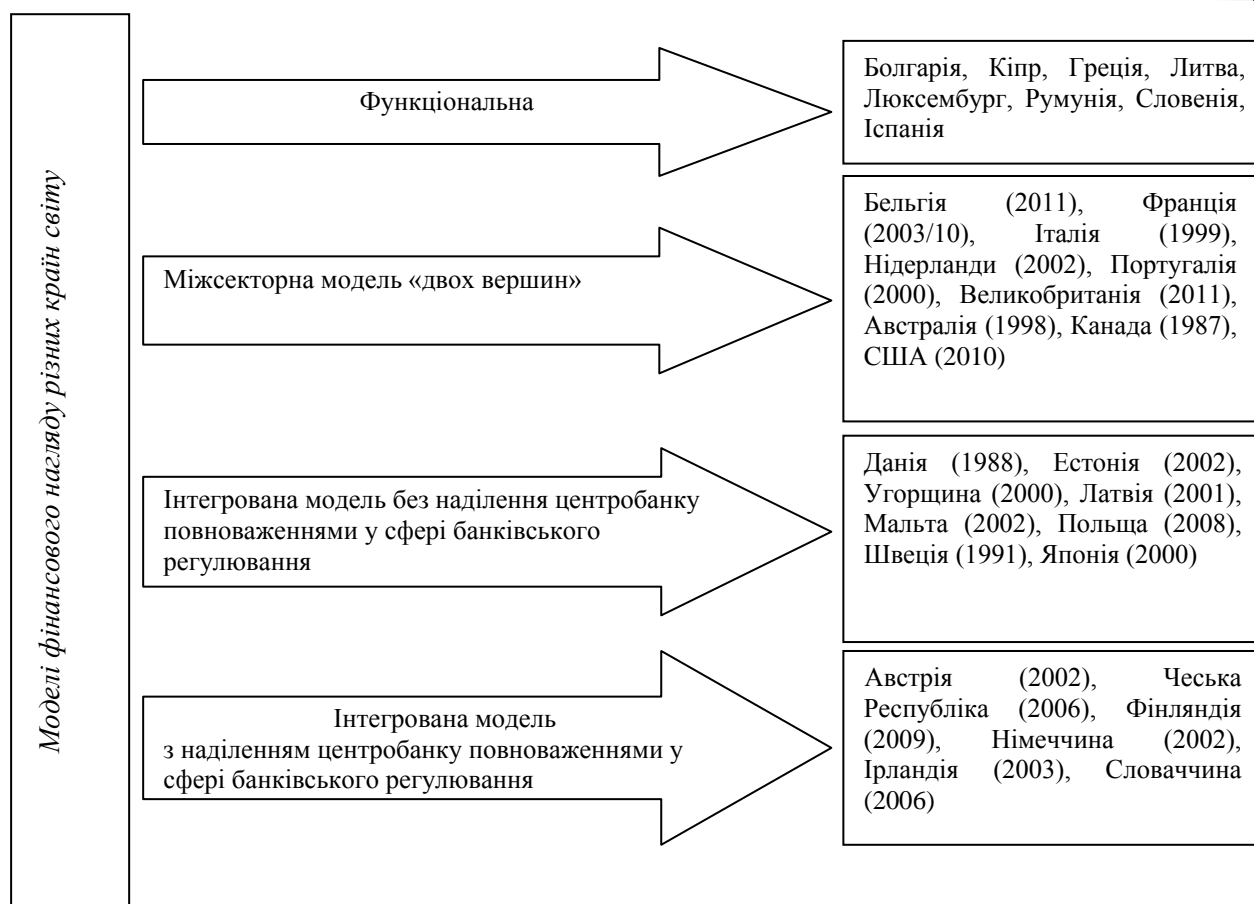 Моделі фінансового нагляду різних країн світу
Функціональна
Болгарія, Кіпр, Греція, Литва,
Люксембург, Румунія, Словенія,
Іспанія
Міжсекторна модель «двох вершин»
Бельгія (2011), Франція
(2003/10), Італія (1999),
Нідерланди (2002), Португалія
(2000), Великобританія (2011),
Австралія (1998), Канада (1987),
США (2010)
Інтегрована модель без наділення центробанку
повноваженнями у сфері банківського
регулювання
Данія (1988), Естонія (2002),
Угорщина (2000), Латвія (2001),
Мальта (2002), Польща (2008),
Швеція (1991), Японія (2000)
Інтегрована модель
з наділенням центробанку повноваженнями у
сфері банківського регулювання
Австрія (2002), Чеська
Республіка (2006), Фінляндія
(2009), Німеччина (2002),
Ірландія (2003), Словаччина
(2006)